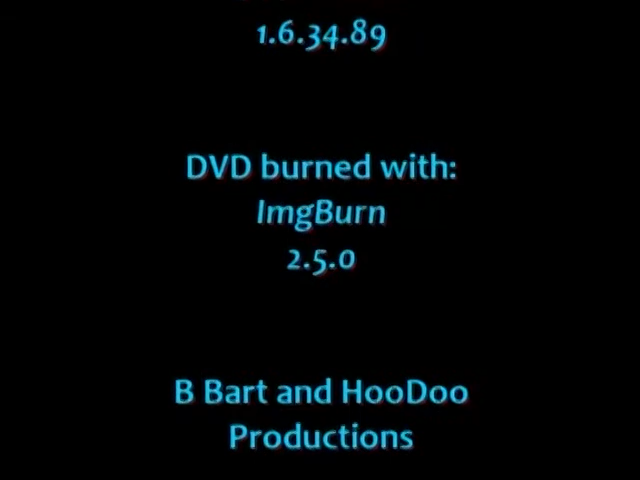 1.6.34.89
DVD burned with:
ImgBurn
2.5.0
B Bart and HooDoo
Productions